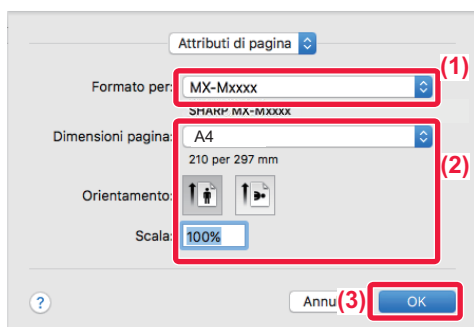 Attributi di pagina
(1)
Formato per: MX-Mxxxx
SHARP MX-Mxxxx
Dimensioni pagina: A4
210 per 297 mm
(2)
Orientamento:
Scala: 100%
? Annu (3) OK